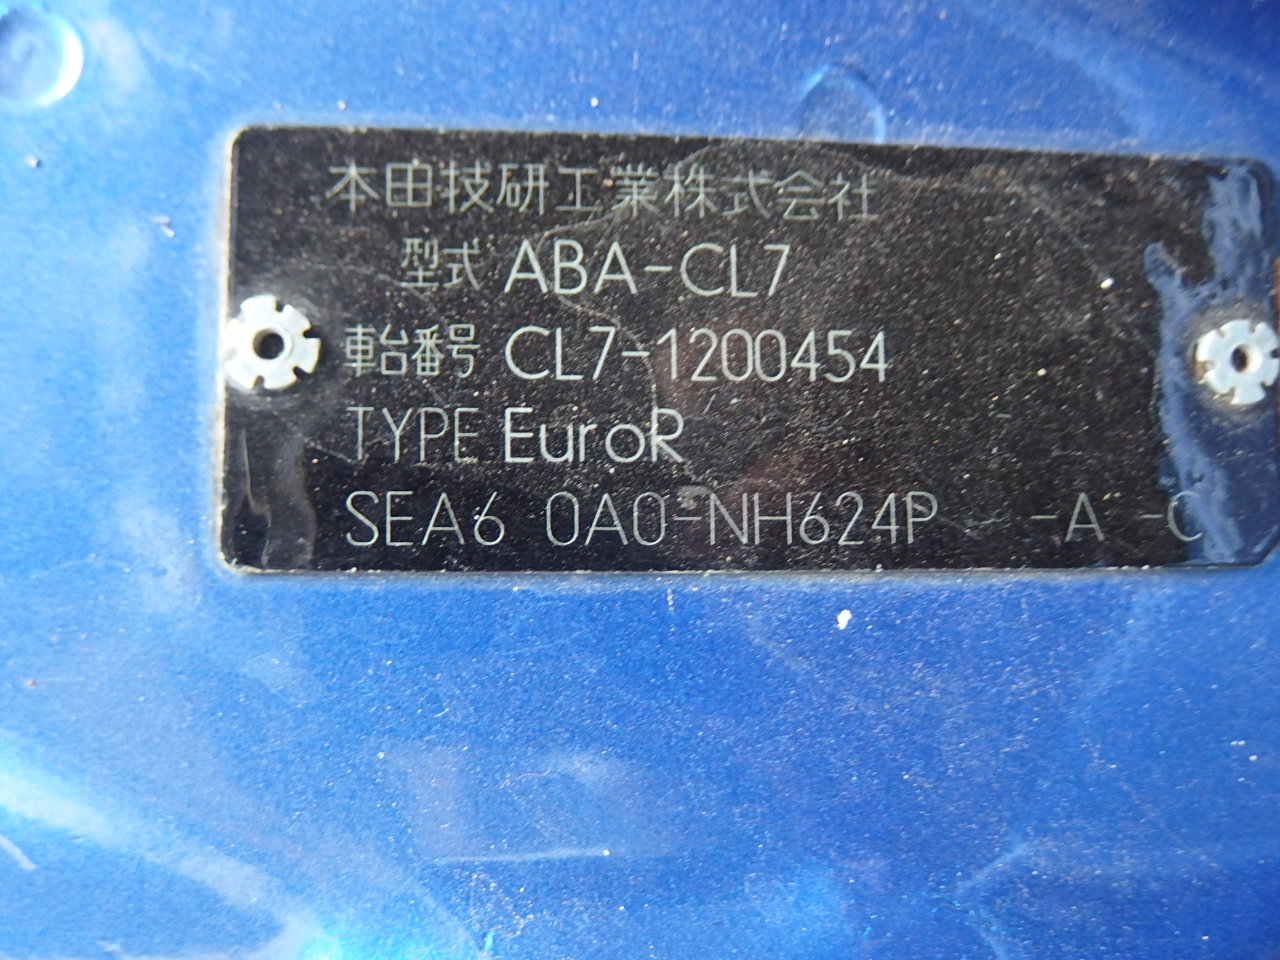 本田技研工業株式会社
型式 ABA-CL7
車台番号 CL7-1200454
TYPE EuroR
SEA6 0A0-NH624P -A -C